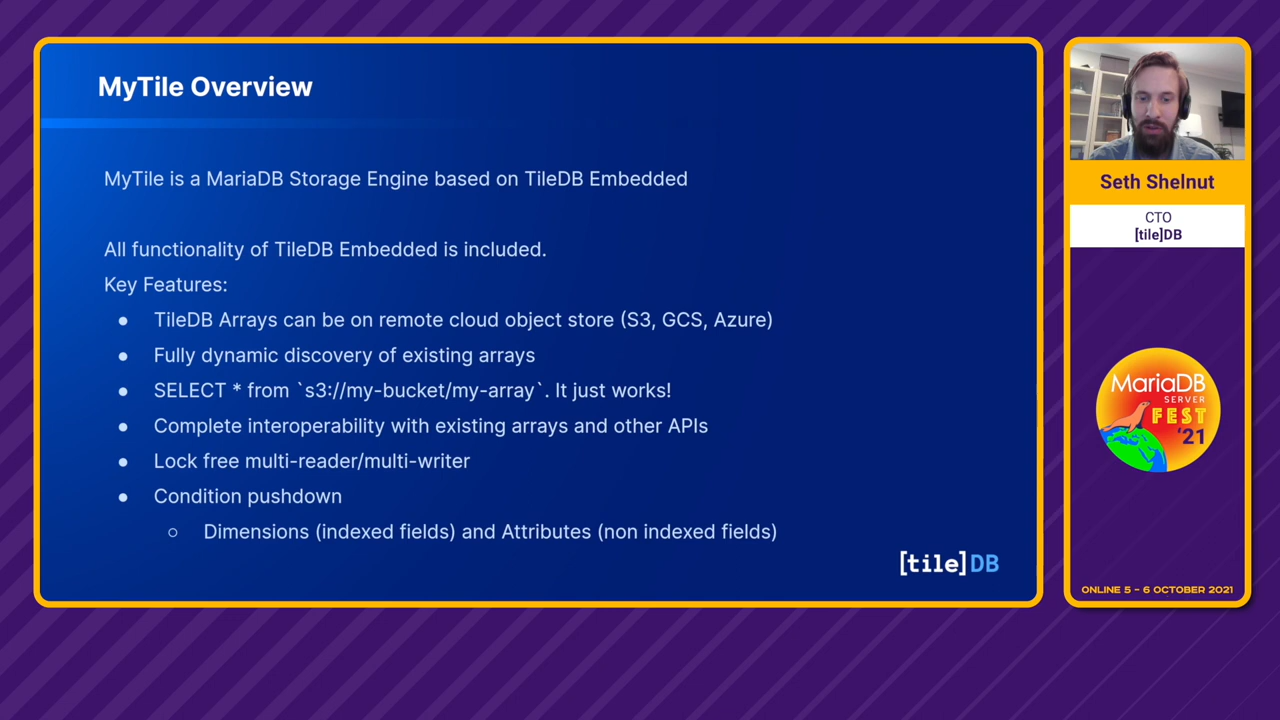 MyTile Overview
MyTile is a MariaDB Storage Engine based on TileDB Embedded
All functionality of TileDB Embedded is included.
Key Features:
● TileDB Arrays can be on remote cloud object store (S3, GCS, Azure)
● Fully dynamic discovery of existing arrays
● SELECT * from `s3://my-bucket/my-array`. It just works!
● Complete interoperability with existing arrays and other APIs
● Lock free multi-reader/multi-writer
● Condition pushdown
○ Dimensions (indexed fields) and Attributes (non indexed fields)
[tile]DB
Seth Shelnut
CTO
[tile]DB
MariaDB
SERVER
FEST
'21
ONLINE 5 - 6 OCTOBER 2021